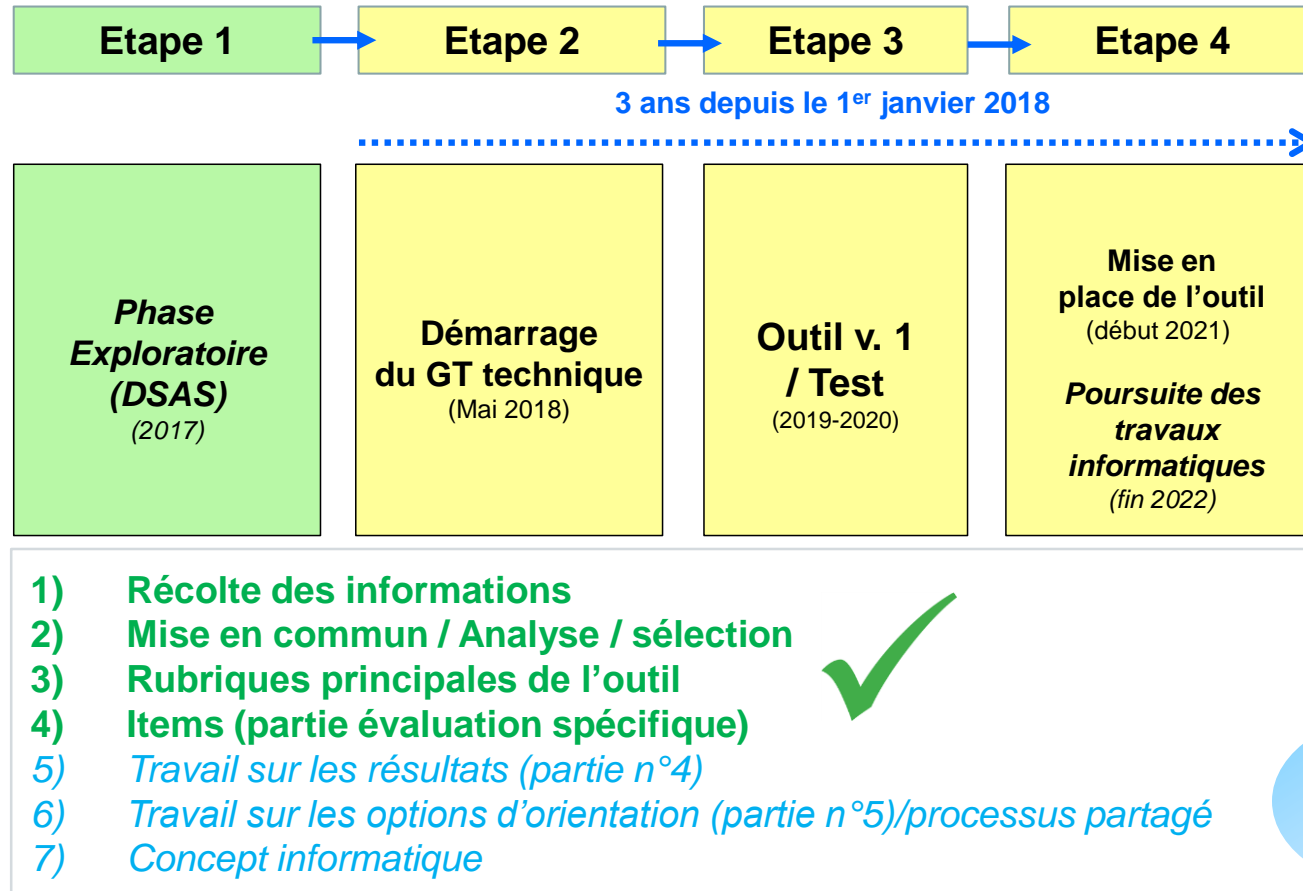 Etape 1
Etape 2
Etape 3
Etape 4
3 ans depuis le 1er janvier 2018
Phase
Exploratoire
(DSAS)
(2017)
Démarrage
du GT technique
(Mai 2018)
Outil v. 1
/ Test
(2019-2020)
Mise en
place de l’outil
(début 2021)
Poursuite des
travaux
informatiques
(fin 2022)
1) Récolte des informations
2) Mise en commun / Analyse / sélection
3) Rubriques principales de l’outil
4) Items (partie évaluation spécifique)
5) Travail sur les résultats (partie n°4)
6) Travail sur les options d’orientation (partie n°5)/processus partagé
7) Concept informatique